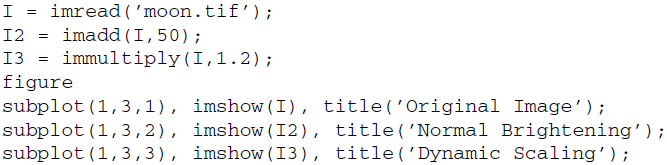 I = imread(’moon.tif’);
I2 = imadd(I,50);
I3 = immultiply(I,1.2);
figure
subplot(1,3,1), imshow(I), title(’Original Image’);
subplot(1,3,2), imshow(I2), title(’Normal Brightening’);
subplot(1,3,3), imshow(I3), title(’Dynamic Scaling’);